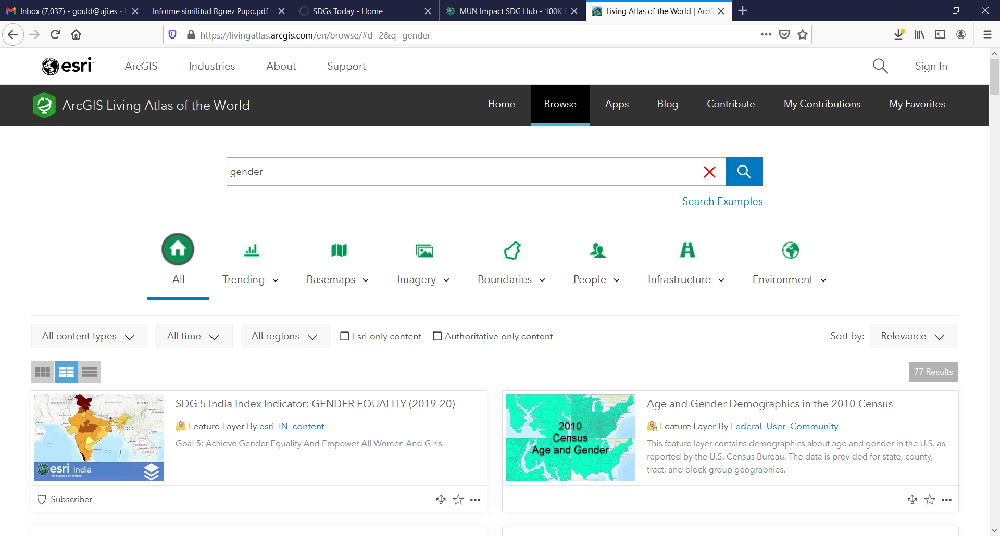 Inbox (7,037) - gould@uji.es - U
Informe similitud Rguez Pupo.pdf
SDGs Today - Home
MUN Impact SDG Hub - 100K D
Living Atlas of the World | ArcG
https://livingatlas.arcgis.com/en/browse/#d=2&q=gender
esri
ArcGIS
Industries
About
Support
Sign In
ArcGIS Living Atlas of the World
Home
Browse
Apps
Blog
Contribute
My Contributions
My Favorites
gender
Search Examples
All
Trending
Basemaps
Imagery
Boundaries
People
Infrastructure
Environment
All content types
All time
All regions
Esri-only content
Authoritative-only content
Sort by:
Relevance
77 Results
SDG 5 India Index Indicator: GENDER EQUALITY (2019-20)
Feature Layer By esri_IN_content
Goal 5: Achieve Gender Equality And Empower All Women And Girls
esri India
THE SCIENCE OF WHERE
Subscriber
Age and Gender Demographics in the 2010 Census
Feature Layer By Federal_User_Community
This feature layer contains demographics about age and gender in the U.S. as
reported by the U.S. Census Bureau. The data is provided for state, county,
tract, and block group geographies.
2010
Census
Age and Gender